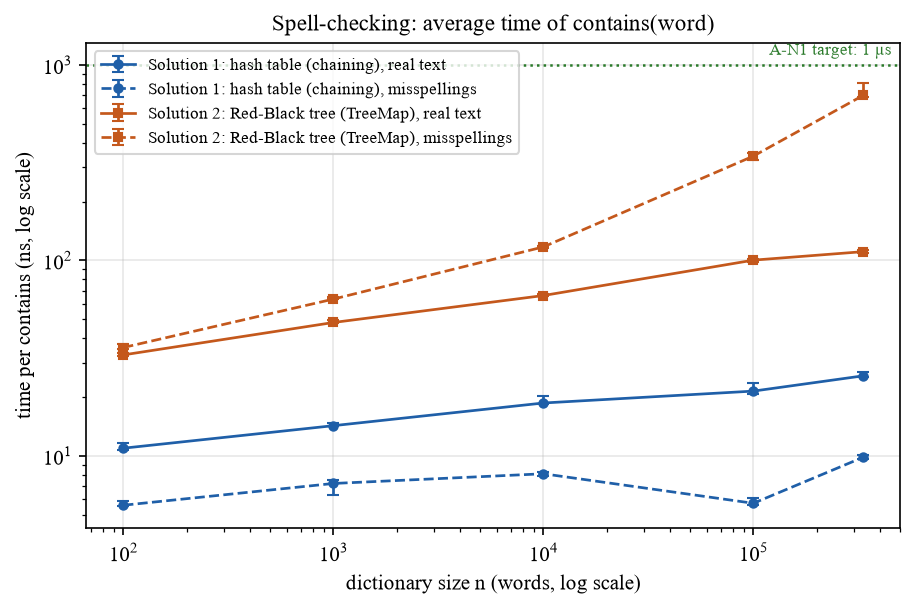 Spell-checking: average time of contains(word)
A-N1 target: 1 µs
Solution 1: hash table (chaining), real text
Solution 1: hash table (chaining), misspellings
Solution 2: Red-Black tree (TreeMap), real text
Solution 2: Red-Black tree (TreeMap), misspellings
time per contains (ns, log scale)
10³
10²
10¹
10² 10³ 10⁴ 10⁵
dictionary size n (words, log scale)